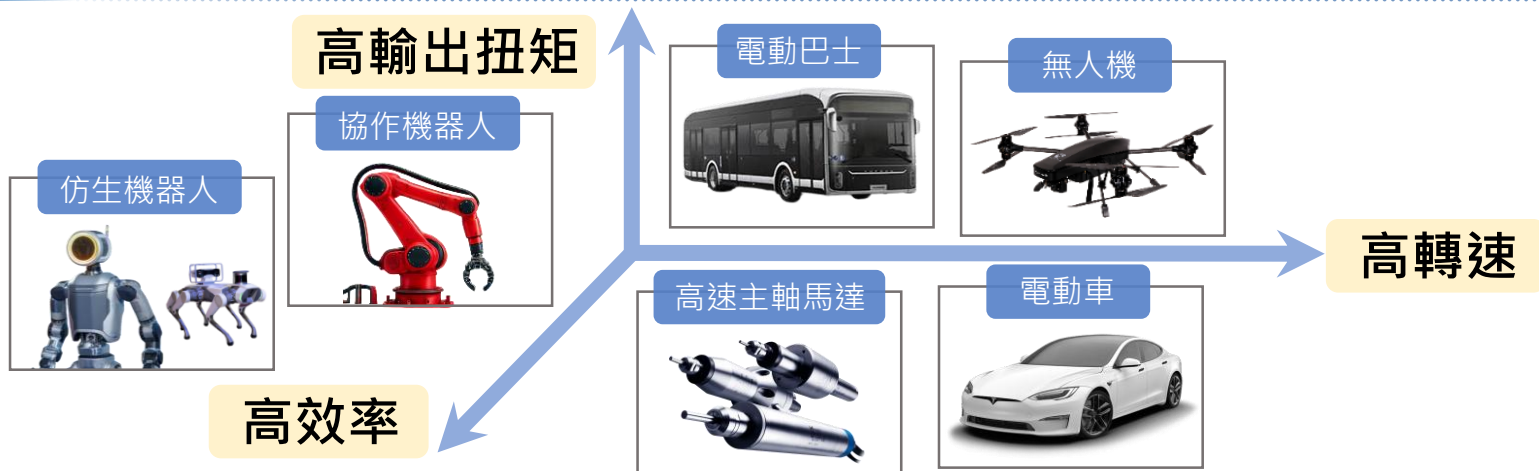 高輸出扭矩
電動巴士
無人機
協作機器人
仿生機器人
高轉速
高速主軸馬達
電動車
高效率